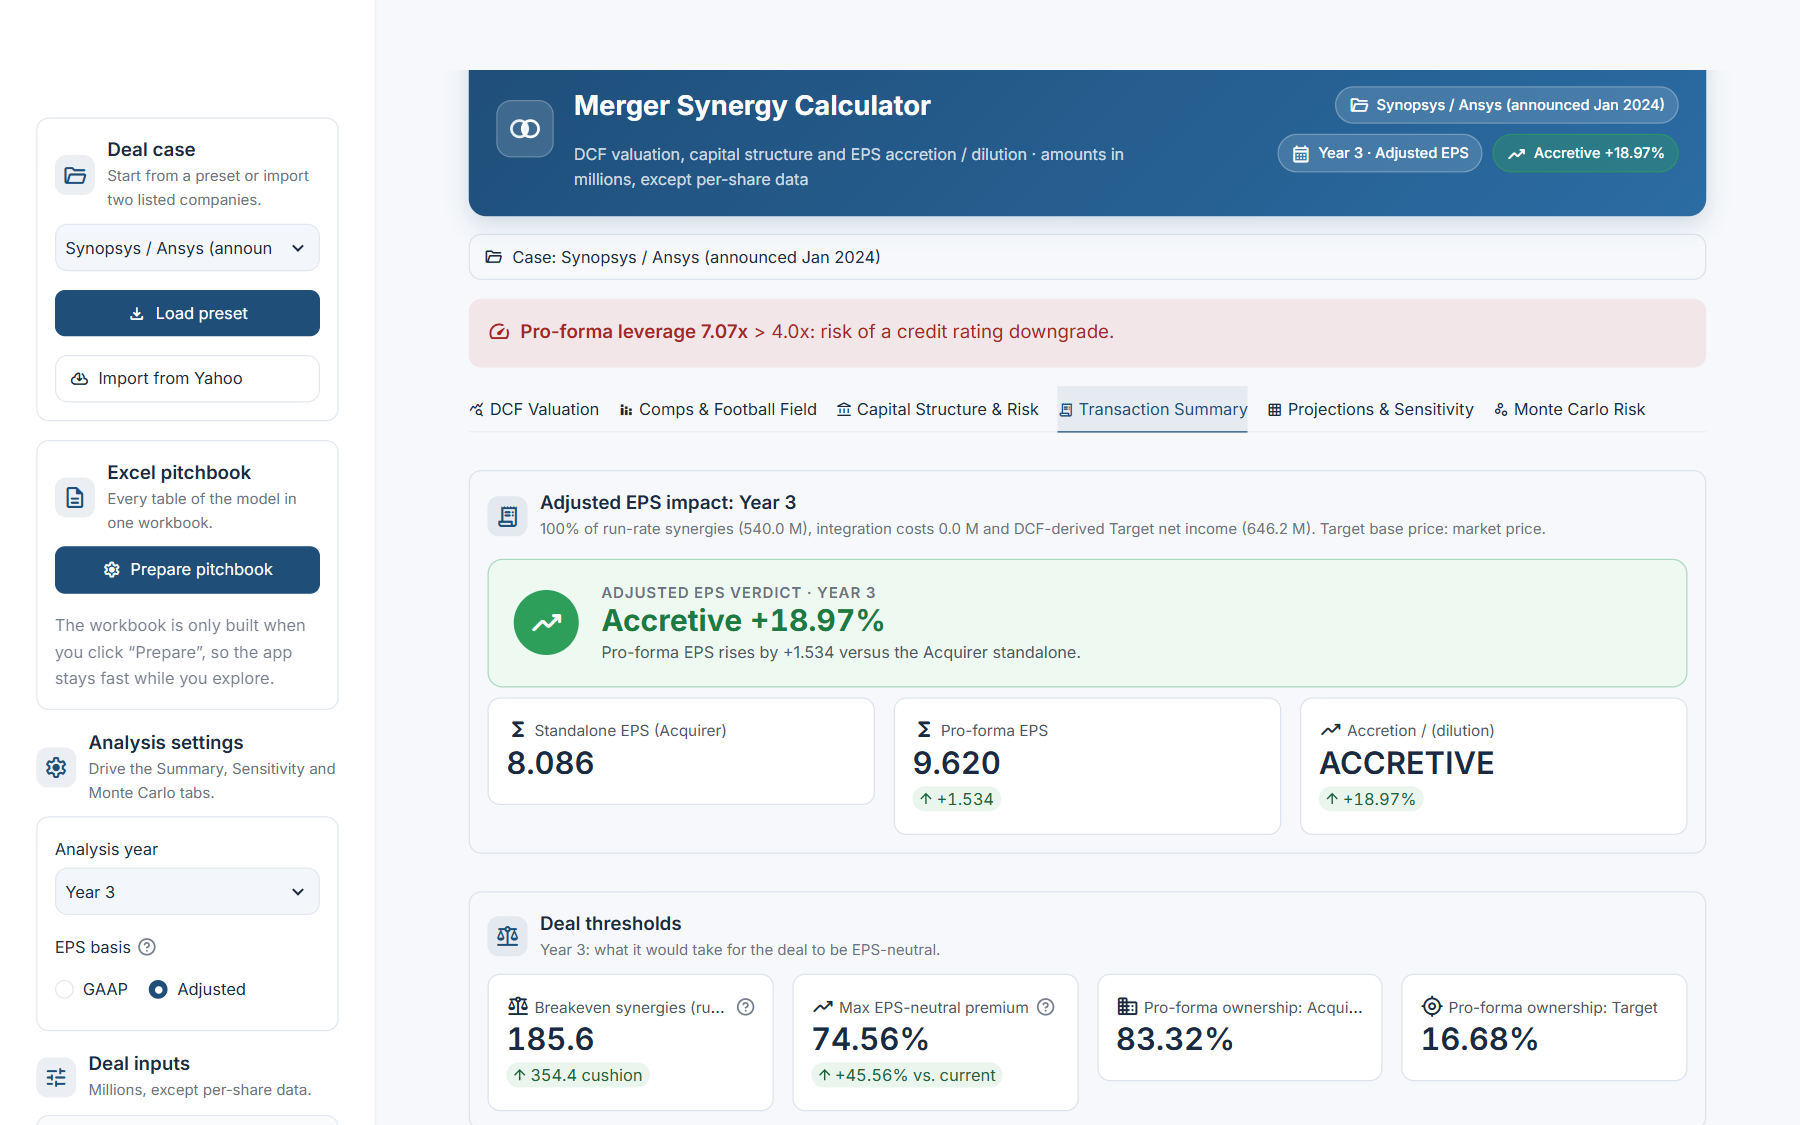 Deal case
Start from a preset or import
two listed companies.
Synopsys / Ansys (announ
Load preset
Import from Yahoo
Excel pitchbook
Every table of the model in
one workbook.
Prepare pitchbook
The workbook is only built when
you click “Prepare”, so the app
stays fast while you explore.
Analysis settings
Drive the Summary, Sensitivity and
Monte Carlo tabs.
Analysis year
Year 3
EPS basis
GAAP
Adjusted
Deal inputs
Millions, except per-share data.
Merger Synergy Calculator
DCF valuation, capital structure and EPS accretion / dilution · amounts in
millions, except per-share data
Synopsys / Ansys (announced Jan 2024)
Year 3 · Adjusted EPS
Accretive +18.97%
Case: Synopsys / Ansys (announced Jan 2024)
Pro-forma leverage 7.07x > 4.0x: risk of a credit rating downgrade.
DCF Valuation
Comps & Football Field
Capital Structure & Risk
Transaction Summary
Projections & Sensitivity
Monte Carlo Risk
Adjusted EPS impact: Year 3
100% of run-rate synergies (540.0 M), integration costs 0.0 M and DCF-derived Target net income (646.2 M). Target base price: market price.
ADJUSTED EPS VERDICT · YEAR 3
Accretive +18.97%
Pro-forma EPS rises by +1.534 versus the Acquirer standalone.
Standalone EPS (Acquirer)
8.086
Pro-forma EPS
9.620
↑ +1.534
Accretion / (dilution)
ACCRETIVE
↑ +18.97%
Deal thresholds
Year 3: what it would take for the deal to be EPS-neutral.
Breakeven synergies (ru...
185.6
↑ 354.4 cushion
Max EPS-neutral premium
74.56%
↑ +45.56% vs. current
Pro-forma ownership: Acqui...
83.32%
Pro-forma ownership: Target
16.68%